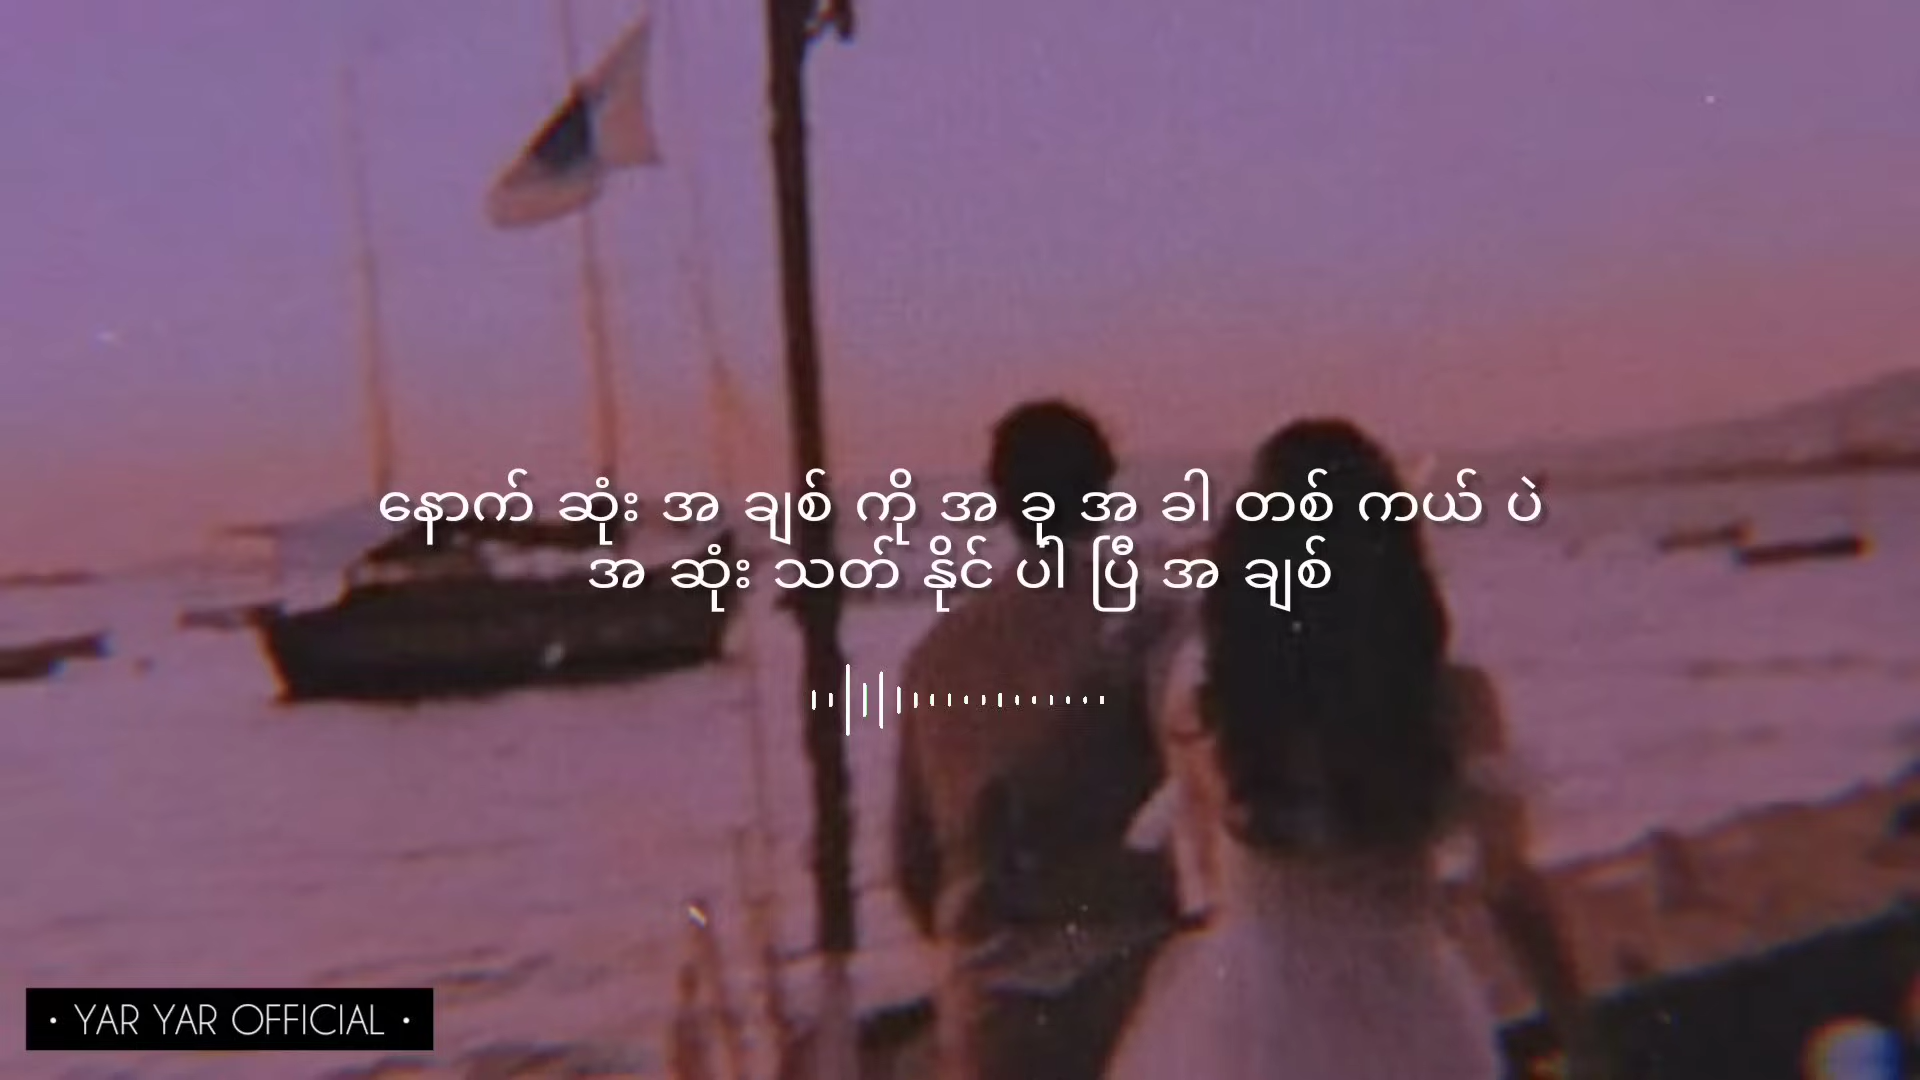 နောက် ဆုံး အ ချစ် ကို အ ခု အ ခါ တစ် ကယ် ပဲ
အ ဆုံး သတ် နိုင် ပါ ပြီ အ ချစ်
• YAR YAR OFFICIAL •